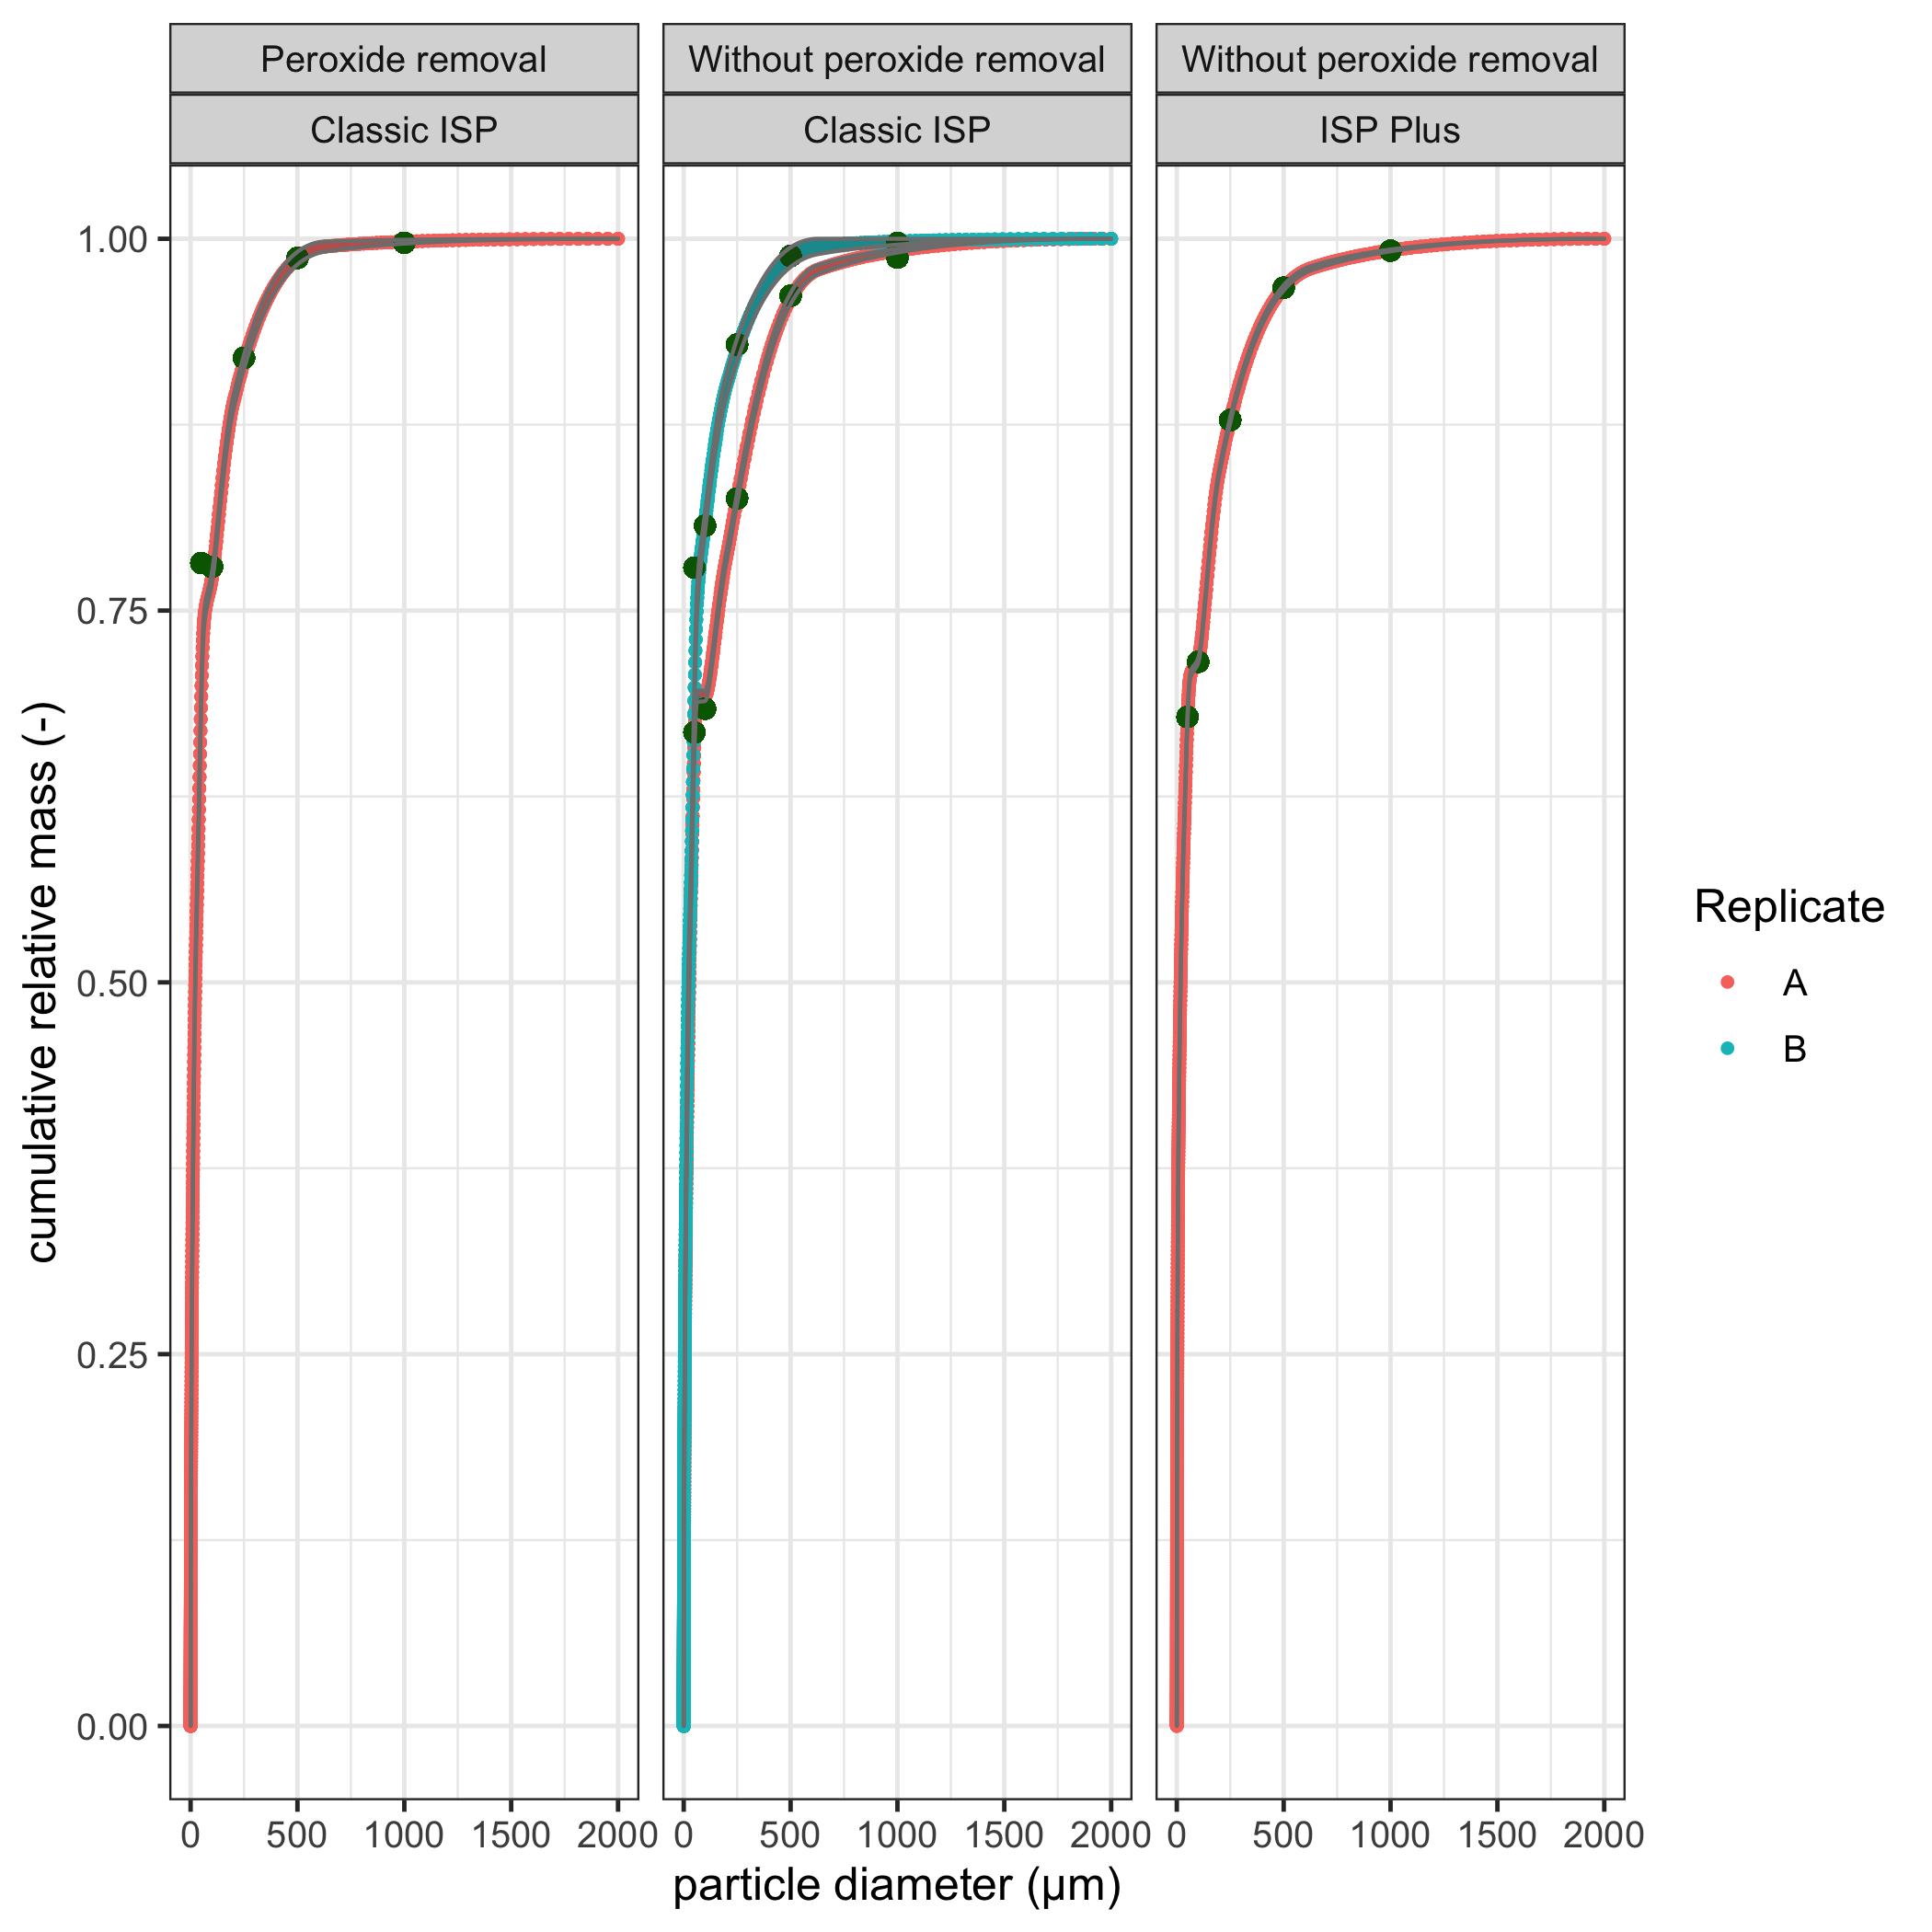 Peroxide removal
Without peroxide removal
Without peroxide removal
Classic ISP
Classic ISP
ISP Plus
cumulative relative mass (-)
1.00
0.75
0.50
0.25
0.00
0 500 1000 1500 2000
0 500 1000 1500 2000
0 500 1000 1500 2000
particle diameter (µm)
Replicate
A
B